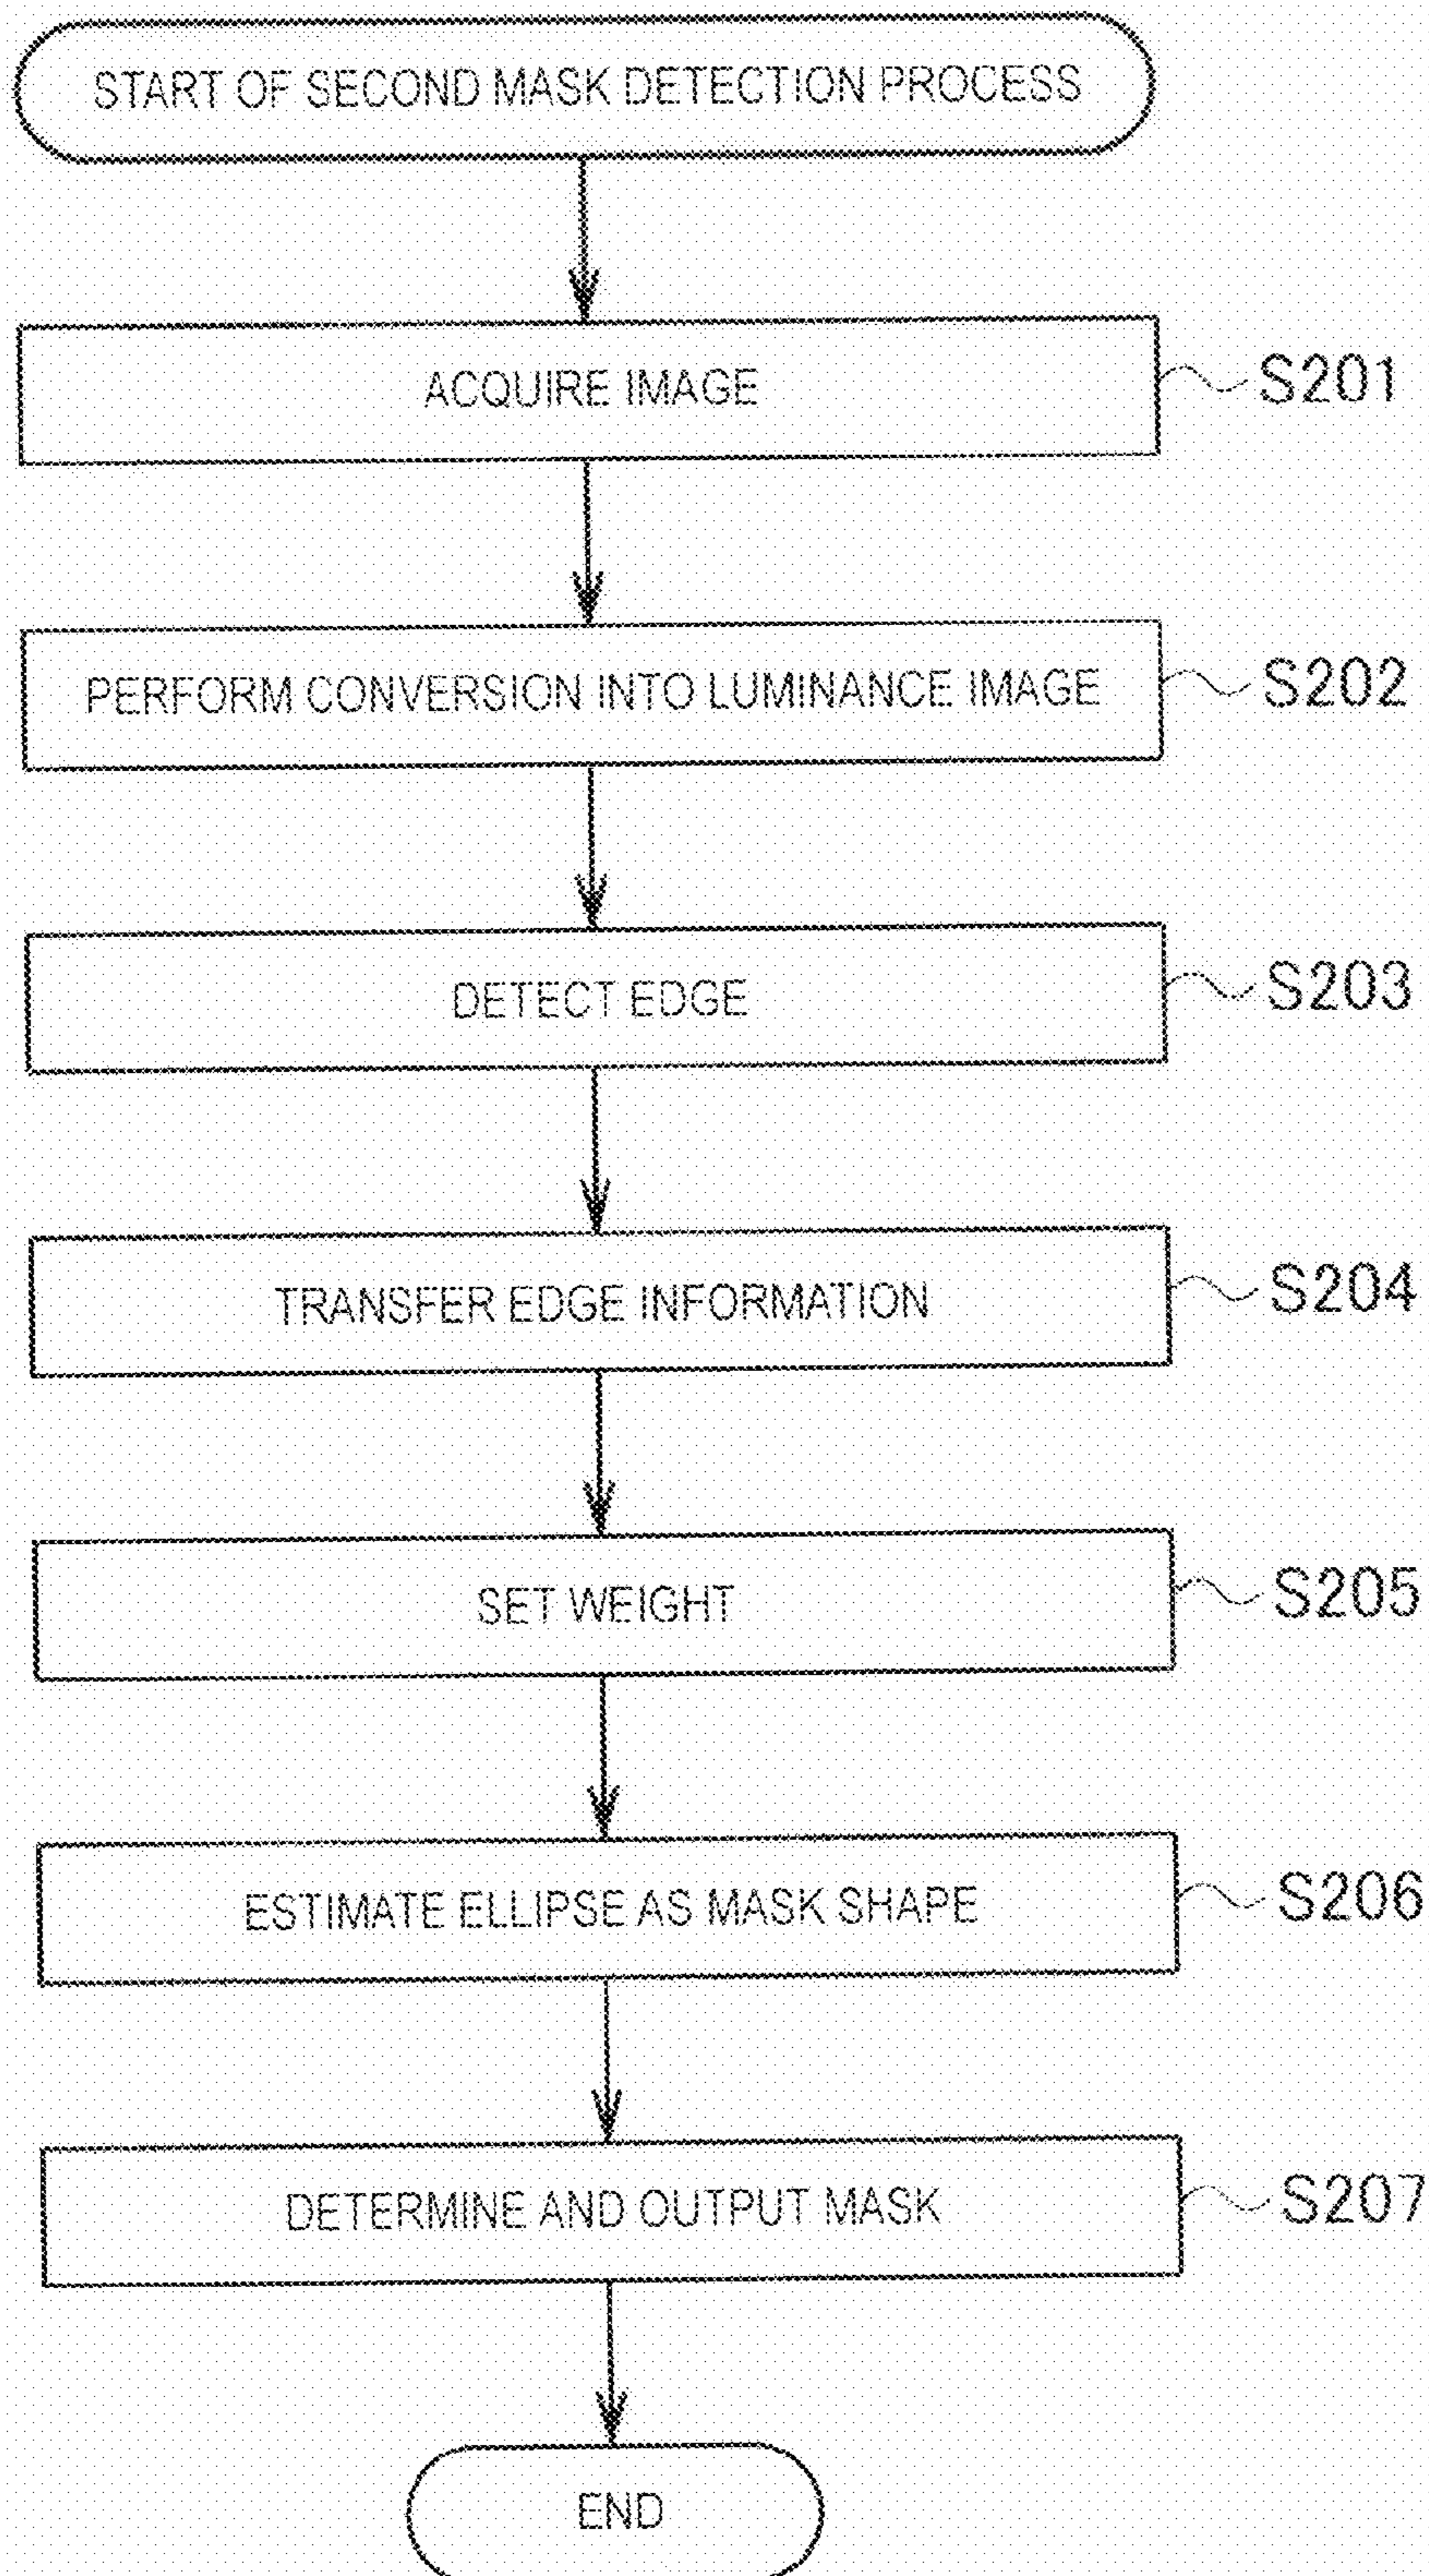 START OF SECOND MASK DETECTION PROCESS
ACQUIRE IMAGE
S201
PERFORM CONVERSION INTO LUMINANCE IMAGE
S202
DETECT EDGE
S203
TRANSFER EDGE INFORMATION
S204
SET WEIGHT
S205
ESTIMATE ELLIPSE AS MASK SHAPE
S206
DETERMINE AND OUTPUT MASK
S207
END